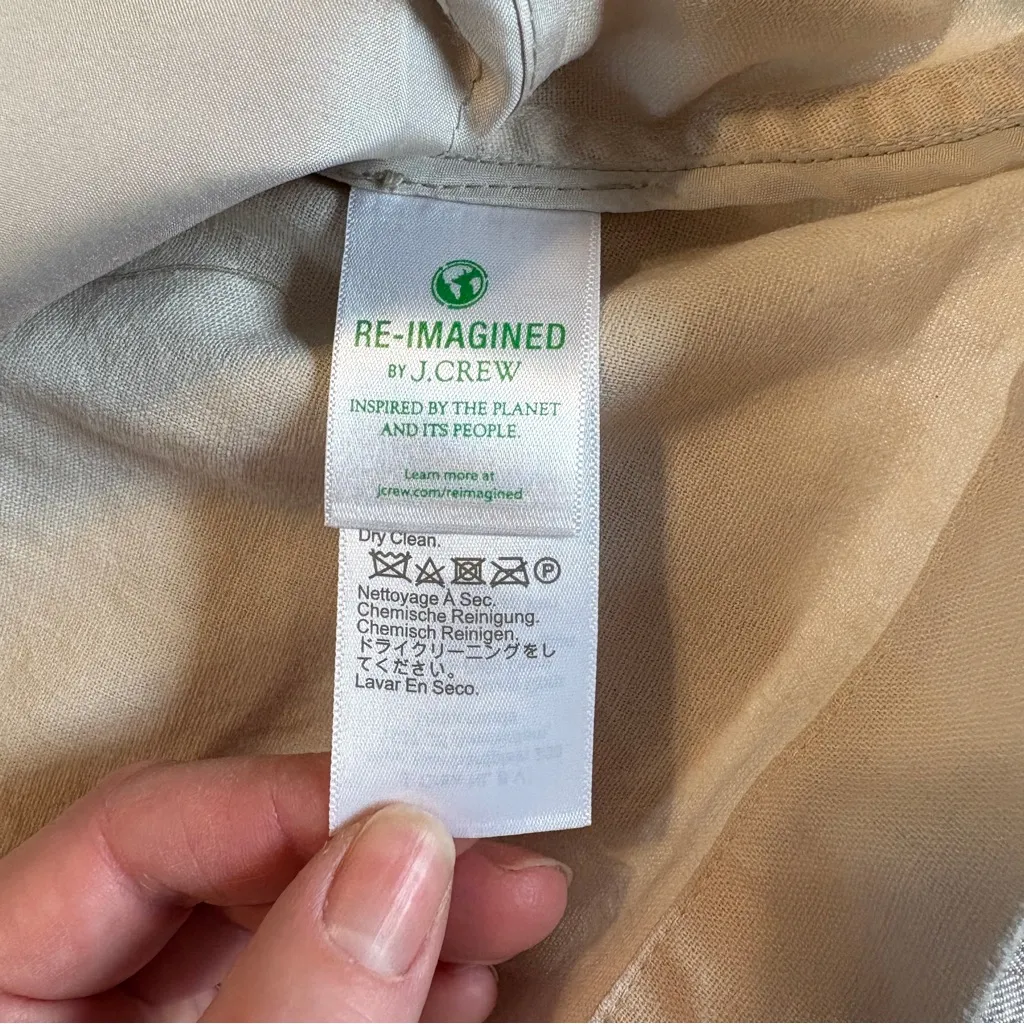 RE-IMAGINED
BY J.CREW
INSPIRED BY THE PLANET
AND ITS PEOPLE.
Learn more at
jcrew.com/reimagined
Dry Clean.
P
Nettoyage À Sec.
Chemische Reinigung.
Chemisch Reinigen.
ドライクリーニングをし
てください。
Lavar En Seco.